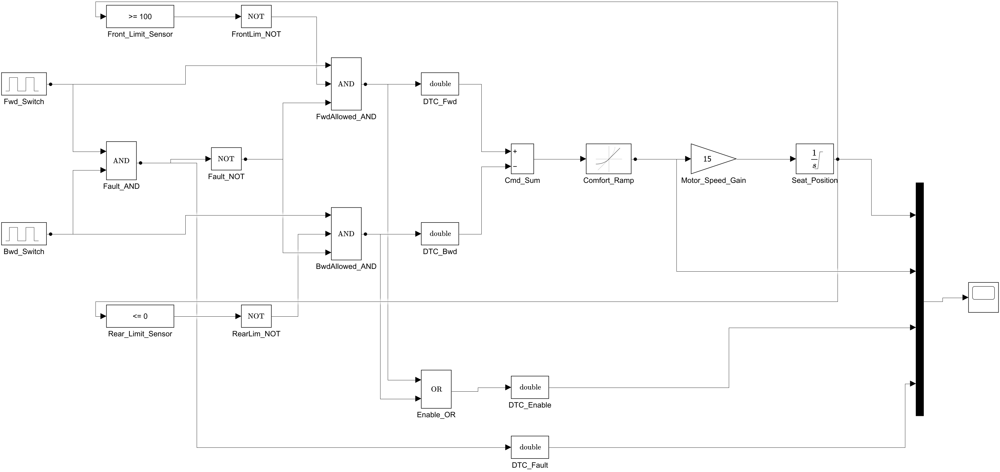 >= 100
NOT
Front_Limit_Sensor
FrontLim_NOT
AND
double
Fwd_Switch
DTC_Fwd
FwdAllowed_AND
AND
NOT
+
−
15
1
s
Fault_AND
Fault_NOT
Cmd_Sum
Comfort_Ramp
Motor_Speed_Gain
Seat_Position
AND
double
Bwd_Switch
DTC_Bwd
BwdAllowed_AND
<= 0
NOT
Rear_Limit_Sensor
RearLim_NOT
OR
double
DTC_Enable
Enable_OR
double
DTC_Fault